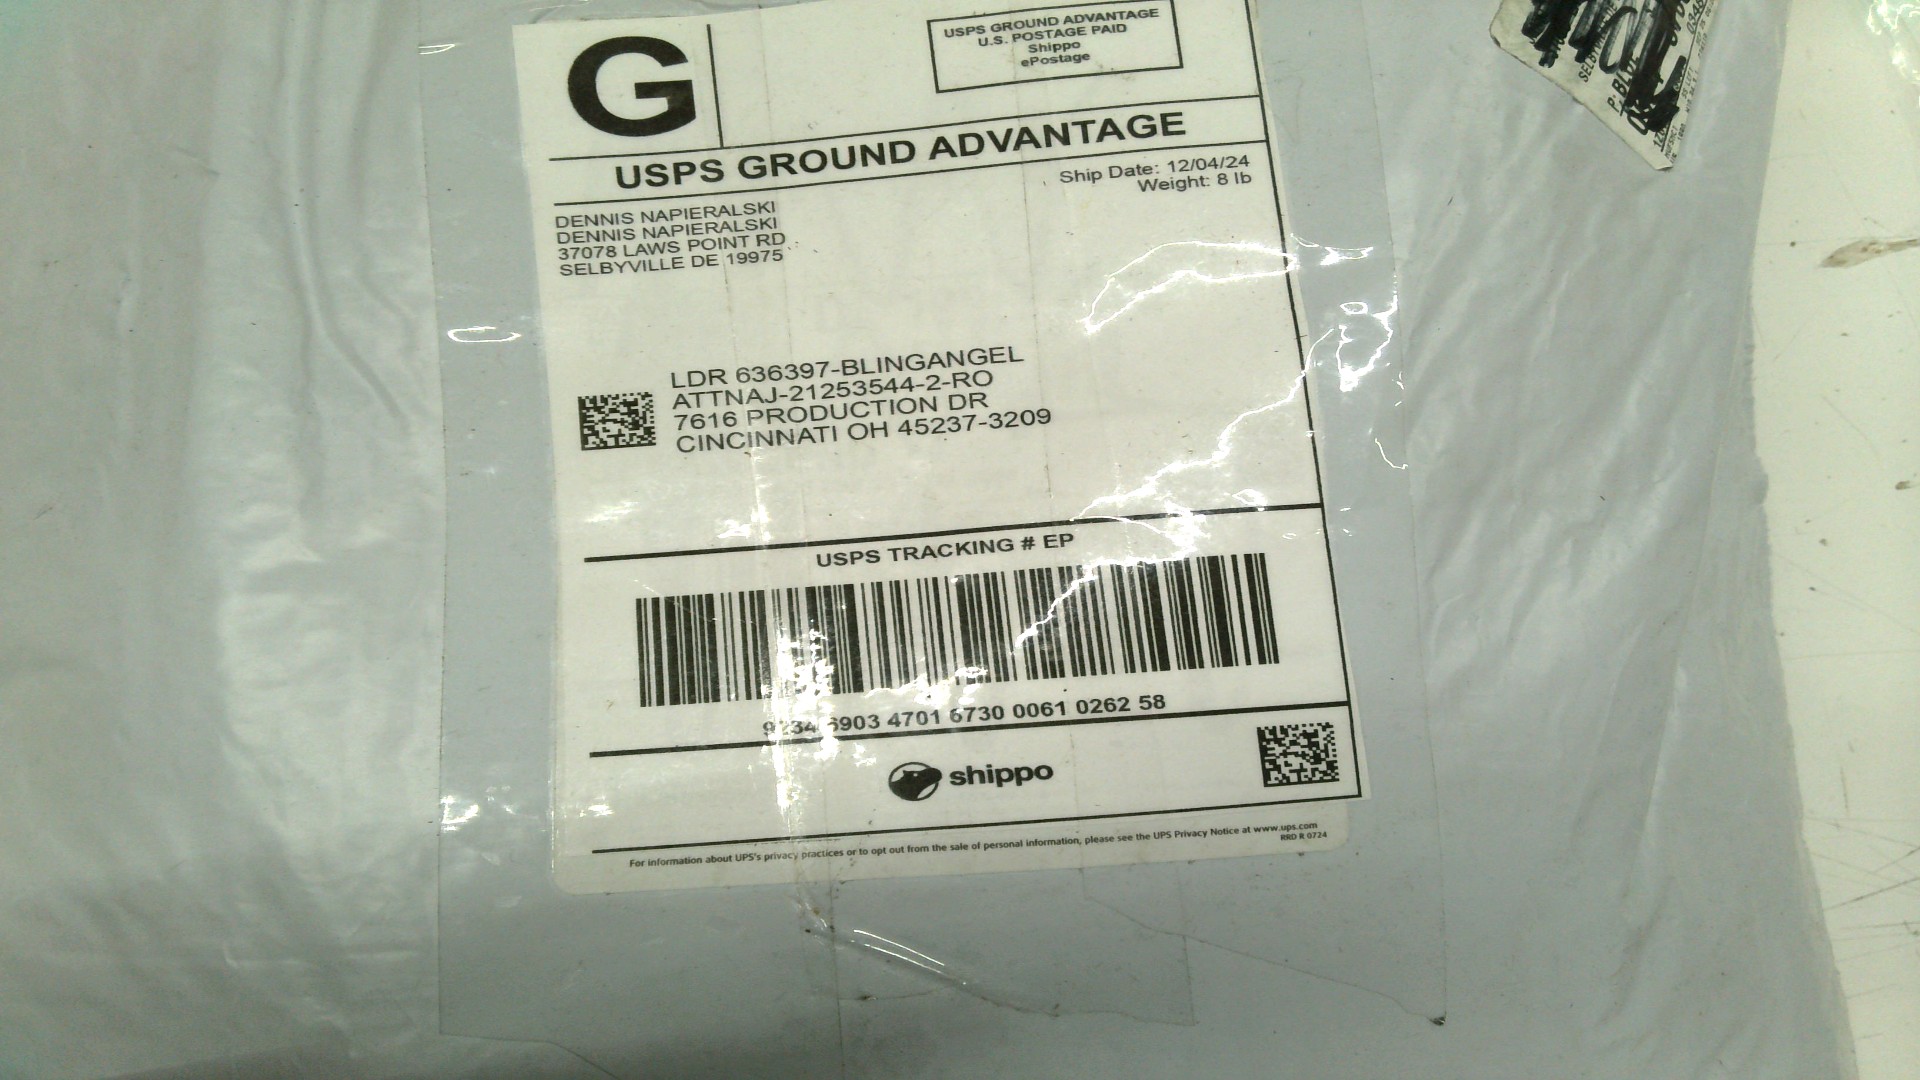 G
USPS GROUND ADVANTAGE
U.S. POSTAGE PAID
Shippo
ePostage
USPS GROUND ADVANTAGE
Ship Date: 12/04/24
Weight: 8 lb
DENNIS NAPIERALSKI
DENNIS NAPIERALSKI
37078 LAWS POINT RD
SELBYVILLE DE 19975
LDR 636397-BLINGANGEL
ATTNAJ-21253544-2-RO
7616 PRODUCTION DR
CINCINNATI OH 45237-3209
USPS TRACKING # EP
9234 6903 4701 6730 0061 0262 58
shippo
For information about UPS's privacy practices or to opt out from the sale of personal information, please see the UPS Privacy Notice at www.ups.com
RRD R 0724